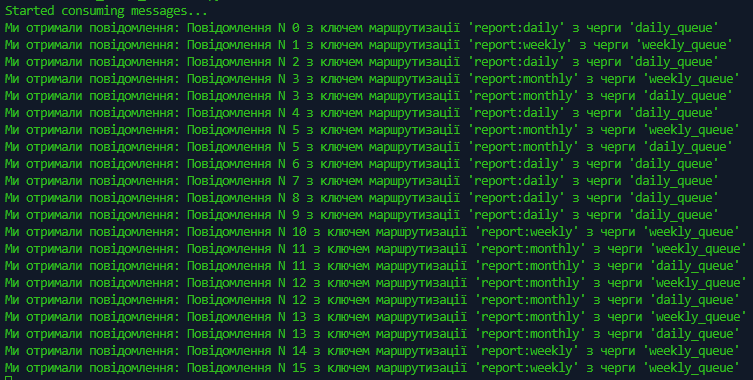 Started consuming messages...
Ми отримали повідомлення: Повідомлення N 0 з ключем маршрутизації 'report:daily' з черги 'daily_queue'
Ми отримали повідомлення: Повідомлення N 1 з ключем маршрутизації 'report:weekly' з черги 'weekly_queue'
Ми отримали повідомлення: Повідомлення N 2 з ключем маршрутизації 'report:daily' з черги 'daily_queue'
Ми отримали повідомлення: Повідомлення N 3 з ключем маршрутизації 'report:monthly' з черги 'weekly_queue'
Ми отримали повідомлення: Повідомлення N 3 з ключем маршрутизації 'report:monthly' з черги 'daily_queue'
Ми отримали повідомлення: Повідомлення N 4 з ключем маршрутизації 'report:daily' з черги 'daily_queue'
Ми отримали повідомлення: Повідомлення N 5 з ключем маршрутизації 'report:monthly' з черги 'weekly_queue'
Ми отримали повідомлення: Повідомлення N 5 з ключем маршрутизації 'report:monthly' з черги 'daily_queue'
Ми отримали повідомлення: Повідомлення N 6 з ключем маршрутизації 'report:daily' з черги 'daily_queue'
Ми отримали повідомлення: Повідомлення N 7 з ключем маршрутизації 'report:daily' з черги 'daily_queue'
Ми отримали повідомлення: Повідомлення N 8 з ключем маршрутизації 'report:daily' з черги 'daily_queue'
Ми отримали повідомлення: Повідомлення N 9 з ключем маршрутизації 'report:daily' з черги 'daily_queue'
Ми отримали повідомлення: Повідомлення N 10 з ключем маршрутизації 'report:weekly' з черги 'weekly_queue'
Ми отримали повідомлення: Повідомлення N 11 з ключем маршрутизації 'report:monthly' з черги 'weekly_queue'
Ми отримали повідомлення: Повідомлення N 11 з ключем маршрутизації 'report:monthly' з черги 'daily_queue'
Ми отримали повідомлення: Повідомлення N 12 з ключем маршрутизації 'report:monthly' з черги 'weekly_queue'
Ми отримали повідомлення: Повідомлення N 12 з ключем маршрутизації 'report:monthly' з черги 'daily_queue'
Ми отримали повідомлення: Повідомлення N 13 з ключем маршрутизації 'report:monthly' з черги 'weekly_queue'
Ми отримали повідомлення: Повідомлення N 13 з ключем маршрутизації 'report:monthly' з черги 'daily_queue'
Ми отримали повідомлення: Повідомлення N 14 з ключем маршрутизації 'report:weekly' з черги 'weekly_queue'
Ми отримали повідомлення: Повідомлення N 15 з ключем маршрутизації 'report:weekly' з черги 'weekly_queue'